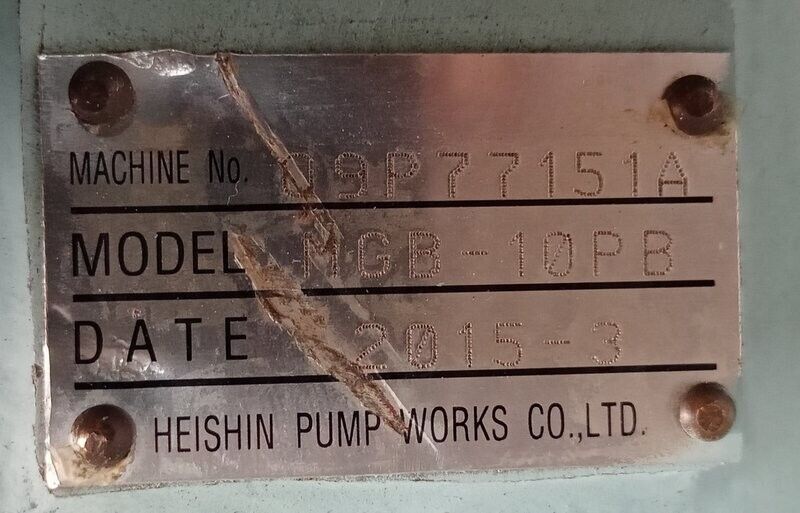 MACHINE No. 09P77151A
MODEL MGB-10PB
DATE 2015-3
HEISHIN PUMP WORKS CO.,LTD.